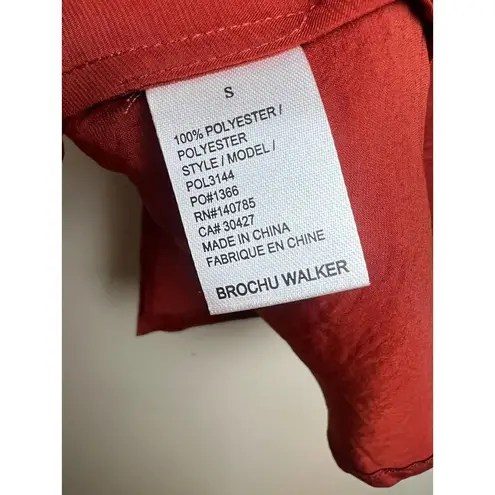 S
100% POLYESTER /
POLYESTER
STYLE / MODEL /
POL3144
PO#1366
RN#140785
CA# 30427
MADE IN CHINA
FABRIQUE EN CHINE
BROCHU WALKER